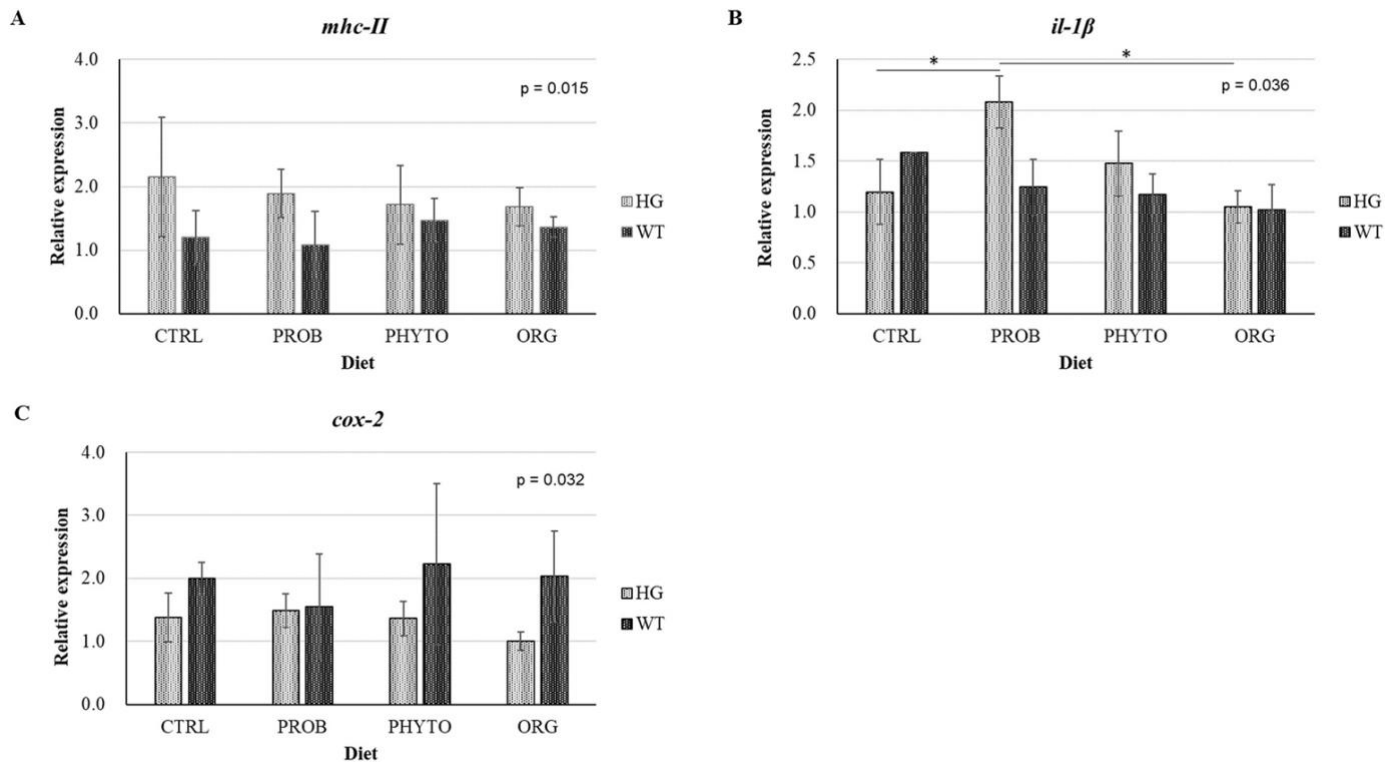 A
mhc-II
4.0
3.0
2.0
1.0
0.0
Relative expression
p = 0.015
HG
WT
CTRL PROB PHYTO ORG
Diet
B
il-1β
2.5
2.0
1.5
1.0
0.5
0.0
Relative expression
* *
p = 0.036
HG
WT
CTRL PROB PHYTO ORG
Diet
C
cox-2
4.0
3.0
2.0
1.0
0.0
Relative expression
p = 0.032
HG
WT
CTRL PROB PHYTO ORG
Diet